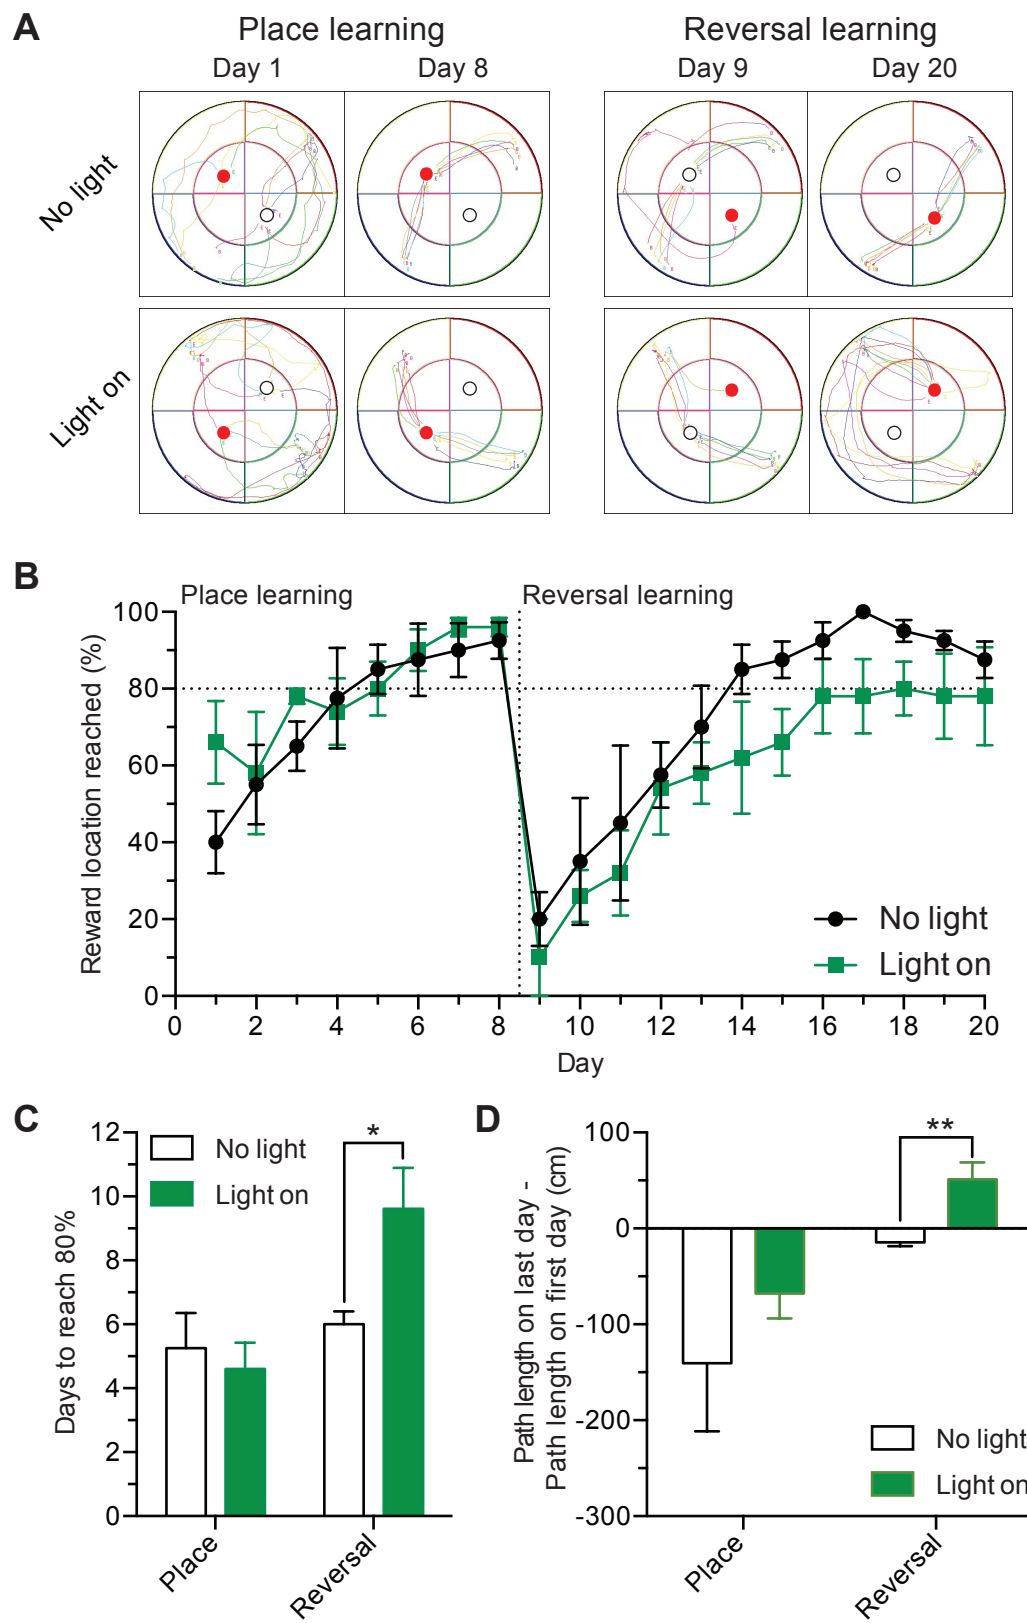 A
Place learning
Reversal learning
Day 1
Day 8
Day 9
Day 20
No light
Light on
B
Place learning
Reversal learning
Reward location reached (%)
100
80
60
40
20
0
0 2 4 6 8 10 12 14 16 18 20
Day
No light
Light on
C
Days to reach 80%
12
10
8
6
4
2
0
No light
Light on
*
Place
Reversal
D
Path length on last day -
Path length on first day (cm)
100
0
-100
-200
-300
**
No light
Light on
Place
Reversal